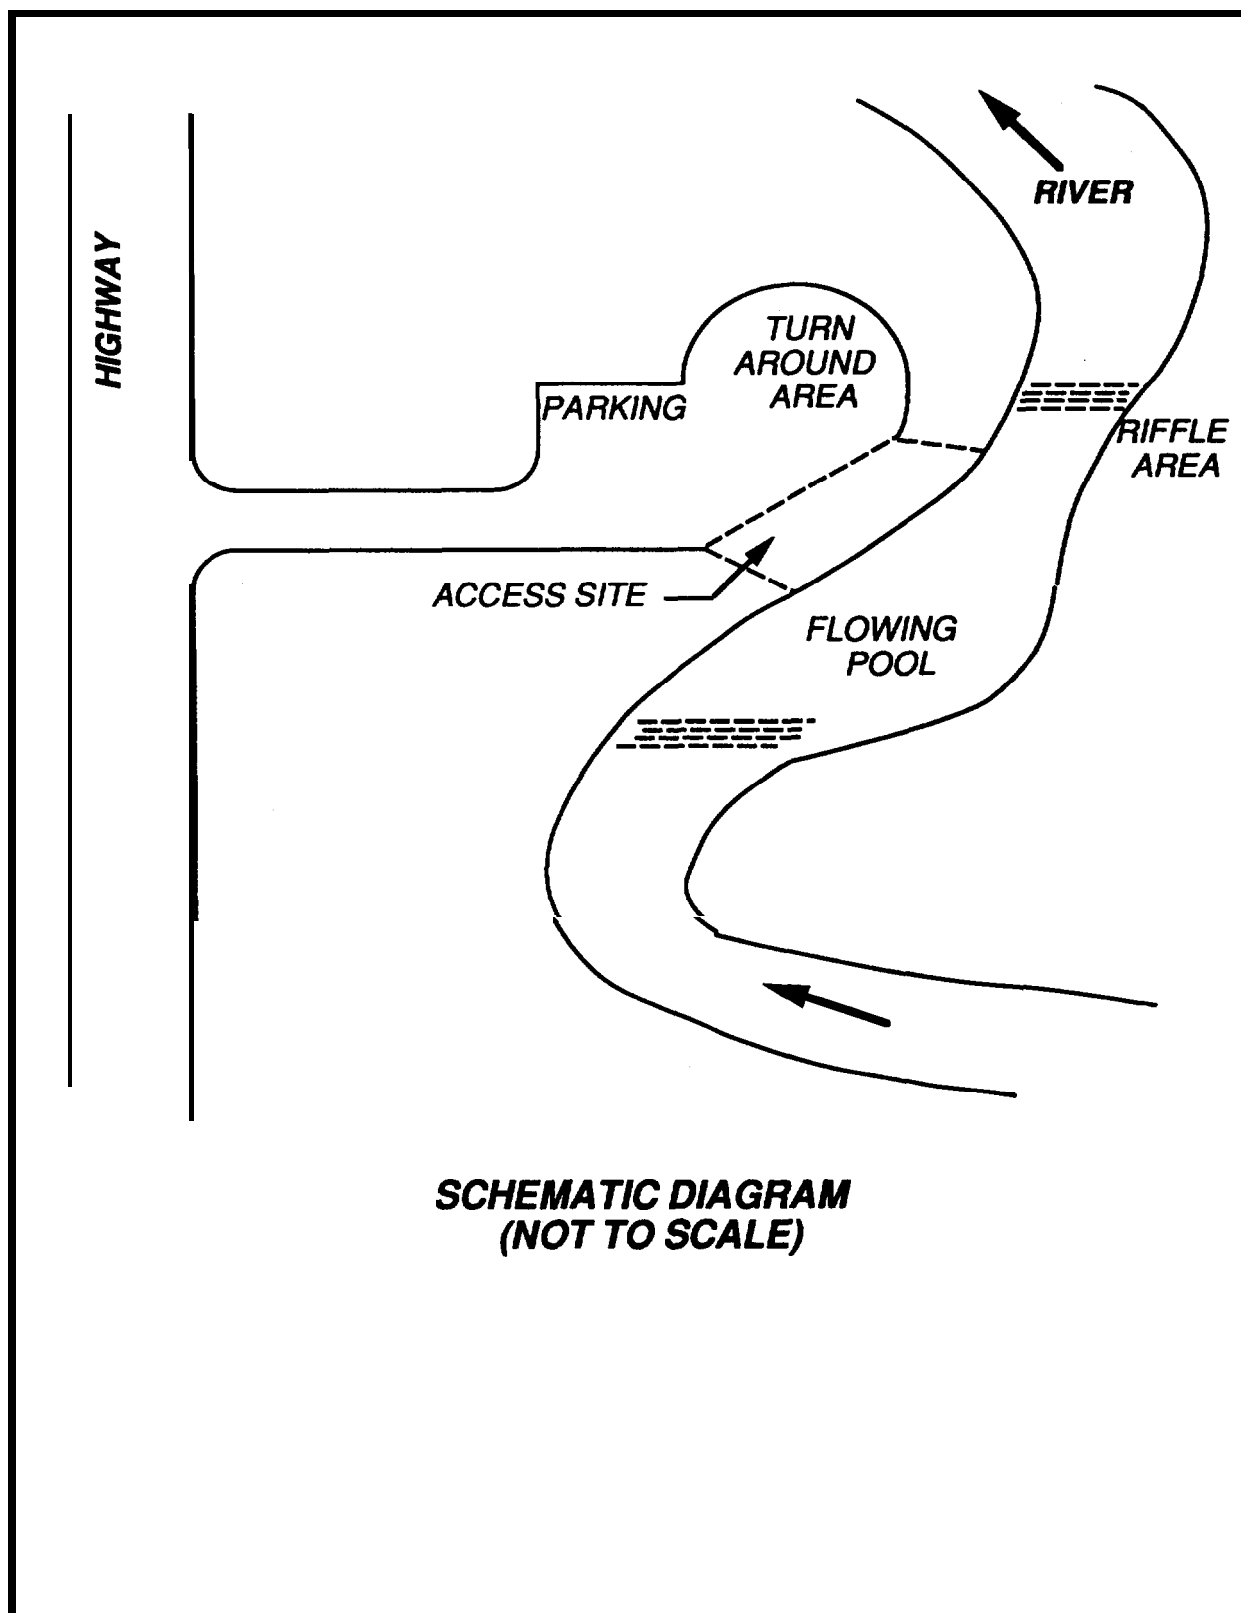 RIVER
HIGHWAY
TURN
AROUND
AREA
PARKING
RIFFLE
AREA
ACCESS SITE
FLOWING
POOL
SCHEMATIC DIAGRAM
(NOT TO SCALE)